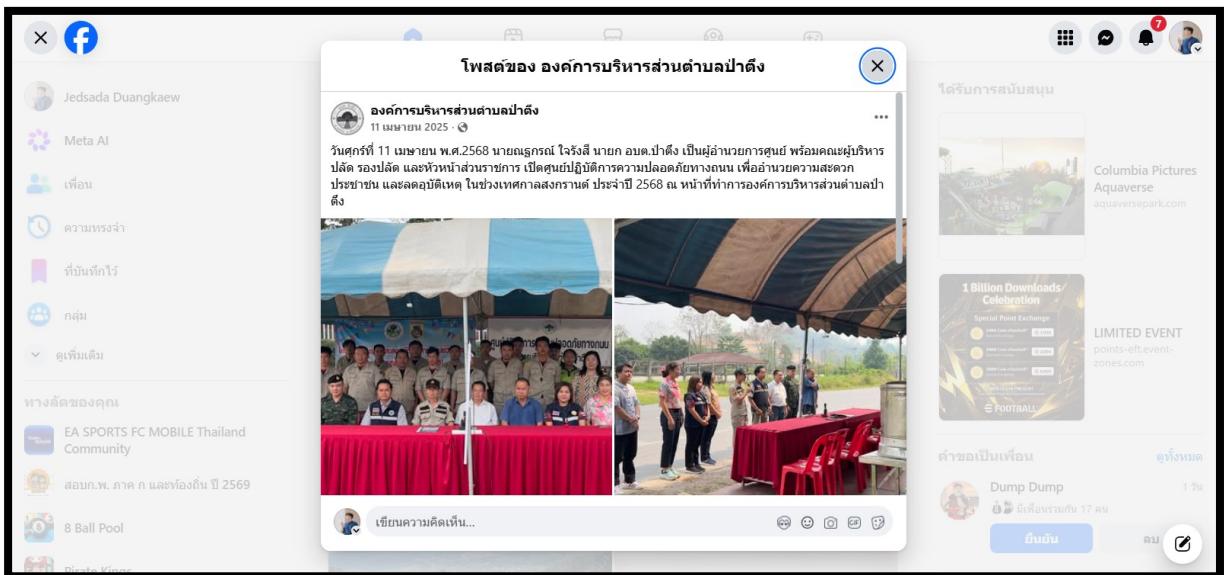 7
โพสต์ของ องค์การบริหารส่วนตำบลป่าตึง
องค์การบริหารส่วนตำบลป่าตึง
11 เมษายน 2025
วันศุกร์ที่ 11 เมษายน พ.ศ.2568 นายณฐกรณ์ ใจรังสี นายก อบต.ป่าตึง เป็นผู้อำนวยการศูนย์ พร้อมคณะผู้บริหาร
ปลัด รองปลัด และหัวหน้าส่วนราชการ เปิดศูนย์ปฏิบัติการความปลอดภัยทางถนน เพื่ออำนวยความสะดวก
ประชาชน และลดอุบัติเหตุ ในช่วงเทศกาลสงกรานต์ ประจำปี 2568 ณ หน้าที่ทำการองค์การบริหารส่วนตำบลป่า
ตึง
เขียนความคิดเห็น...
GIF
Jedsada Duangkaew
Meta AI
เพื่อน
ความทรงจำ
ที่บันทึกไว้
กลุ่ม
ดูเพิ่มเติม
ทางลัดของคุณ
EA SPORTS FC MOBILE Thailand
Community
สอบก.พ. ภาค ก และท้องถิ่น ปี 2569
8 Ball Pool
Pirate Kings
ได้รับการสนับสนุน
Columbia Pictures
Aquaverse
aquaversepark.com
1 Billion Downloads
Celebration
Special Point Exchange
FOOTBALL
LIMITED EVENT
points-eft.event-
zones.com
คำขอเป็นเพื่อน
ดูทั้งหมด
Dump Dump
1 วัน
มีเพื่อนร่วมกัน 17 คน
ยืนยัน
ลบ